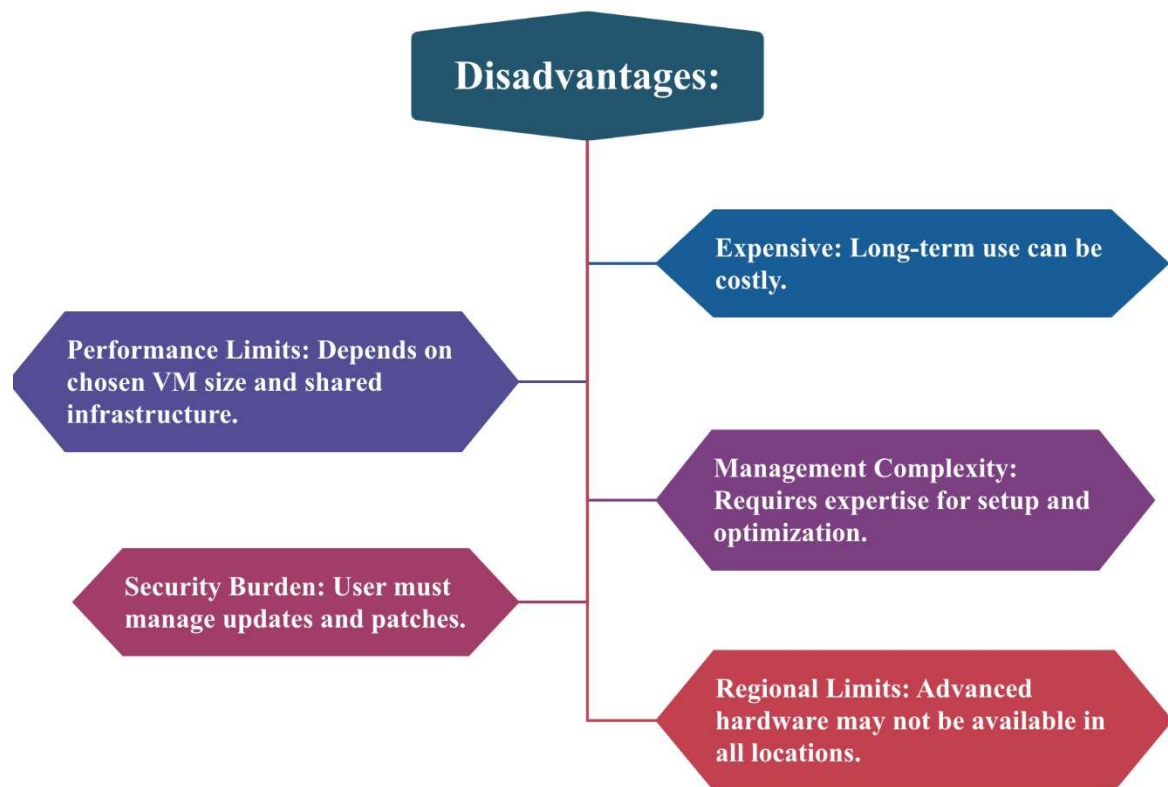 Disadvantages:
Expensive: Long-term use can be
costly.
Performance Limits: Depends on
chosen VM size and shared
infrastructure.
Management Complexity:
Requires expertise for setup and
optimization.
Security Burden: User must
manage updates and patches.
Regional Limits: Advanced
hardware may not be available in
all locations.